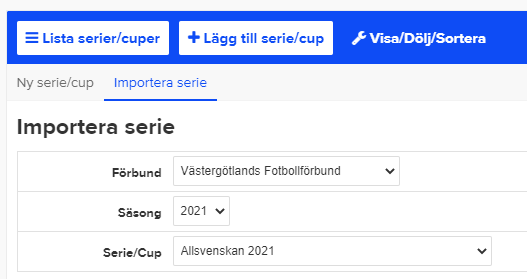 Lista serier/cuper Lägg till serie/cup Visa/Dölj/Sortera
Ny serie/cup Importera serie
Importera serie
Förbund Västergötlands Fotbollförbund
Säsong 2021
Serie/Cup Allsvenskan 2021